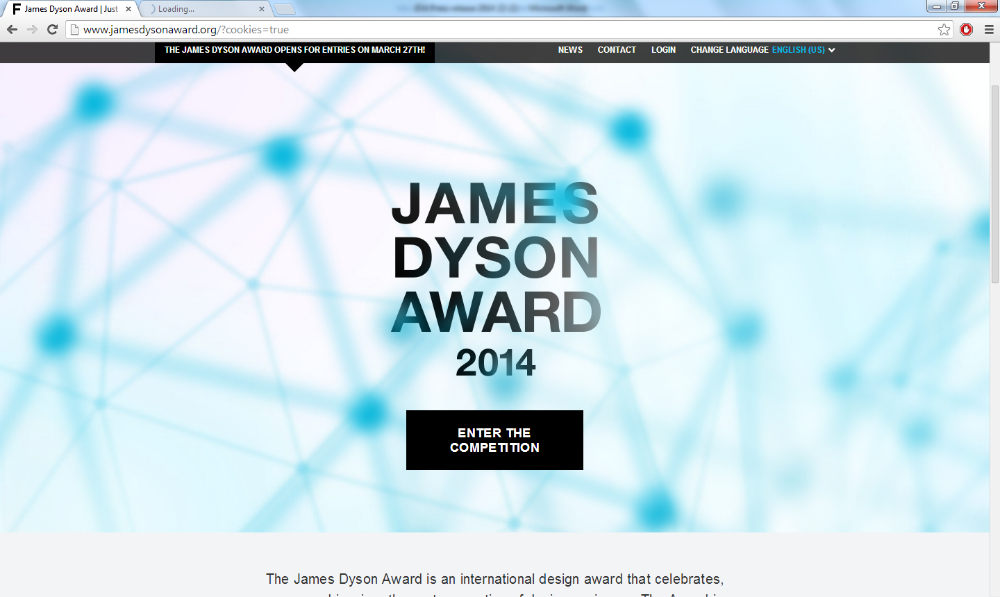 James Dyson Award | Just
Loading...
www.jamesdysonaward.org/?cookies=true
THE JAMES DYSON AWARD OPENS FOR ENTRIES ON MARCH 27TH!
NEWS CONTACT LOGIN CHANGE LANGUAGE ENGLISH (US)
JAMES
DYSON
AWARD
2014
ENTER THE
COMPETITION
The James Dyson Award is an international design award that celebrates,